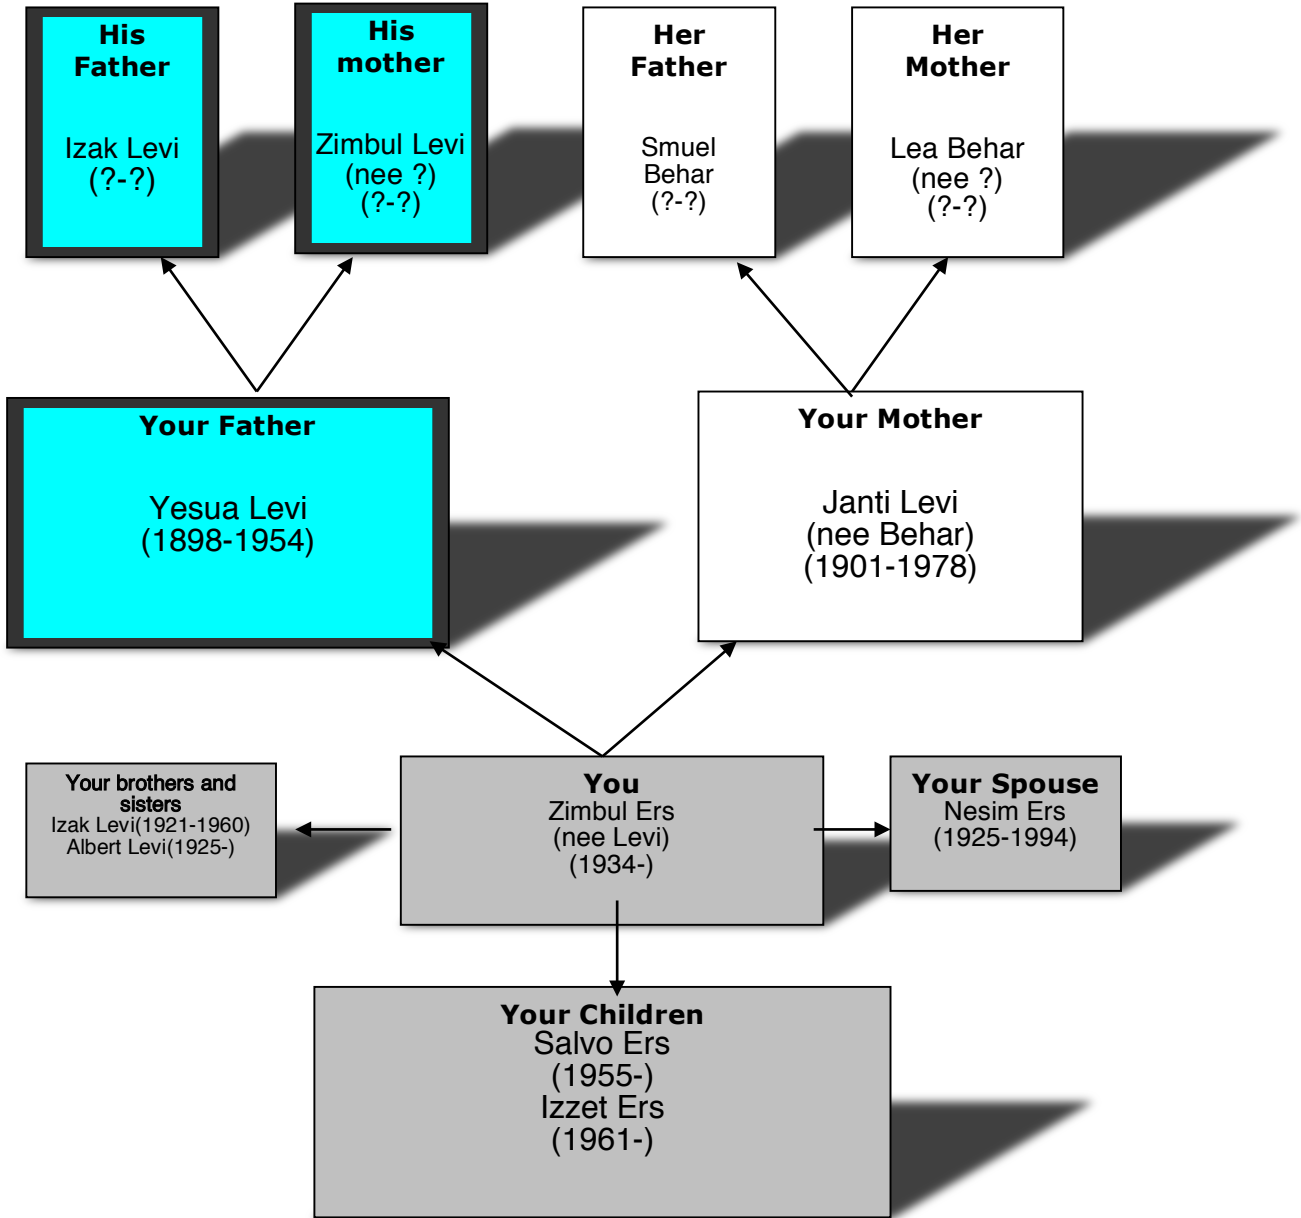 His
Father
Izak Levi
(?-?)
His
mother
Zimbul Levi
(nee ?)
(?-?)
Her
Father
Smuel
Behar
(?-?)
Her
Mother
Lea Behar
(nee ?)
(?-?)
Your Father
Yesua Levi
(1898-1954)
Your Mother
Janti Levi
(nee Behar)
(1901-1978)
Your brothers and
sisters
Izak Levi(1921-1960)
Albert Levi(1925-)
You
Zimbul Ers
(nee Levi)
(1934-)
Your Spouse
Nesim Ers
(1925-1994)
Your Children
Salvo Ers
(1955-)
Izzet Ers
(1961-)